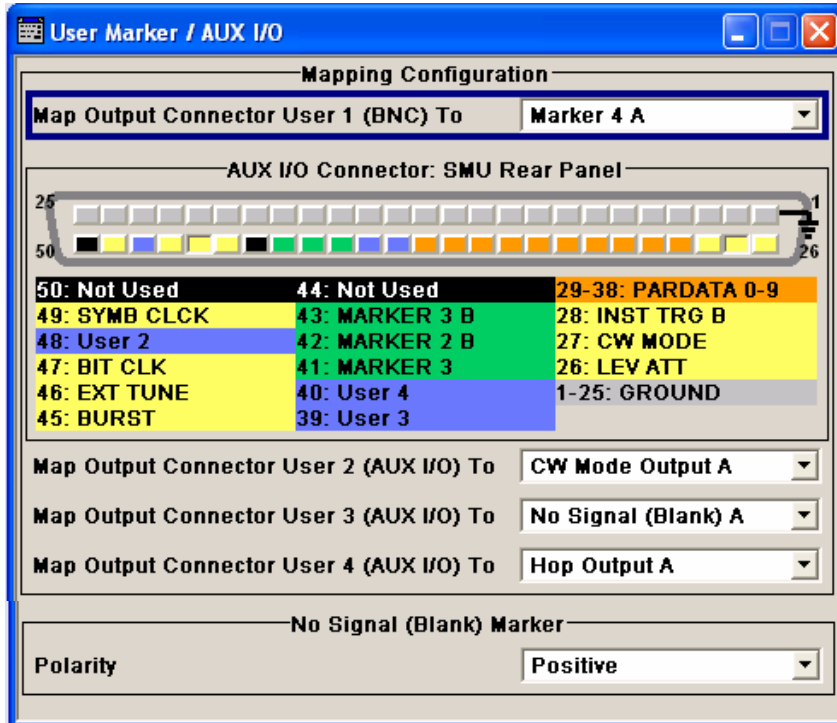 User Marker / AUX I/O
Mapping Configuration
Map Output Connector User 1 (BNC) To Marker 4 A
AUX I/O Connector: SMU Rear Panel
25 1
50 26
50: Not Used 44: Not Used 29-38: PARDATA 0-9
49: SYMB CLCK 43: MARKER 3 B 28: INST TRG B
48: User 2 42: MARKER 2 B 27: CW MODE
47: BIT CLK 41: MARKER 3 26: LEV ATT
46: EXT TUNE 40: User 4 1-25: GROUND
45: BURST 39: User 3
Map Output Connector User 2 (AUX I/O) To CW Mode Output A
Map Output Connector User 3 (AUX I/O) To No Signal (Blank) A
Map Output Connector User 4 (AUX I/O) To Hop Output A
No Signal (Blank) Marker
Polarity Positive